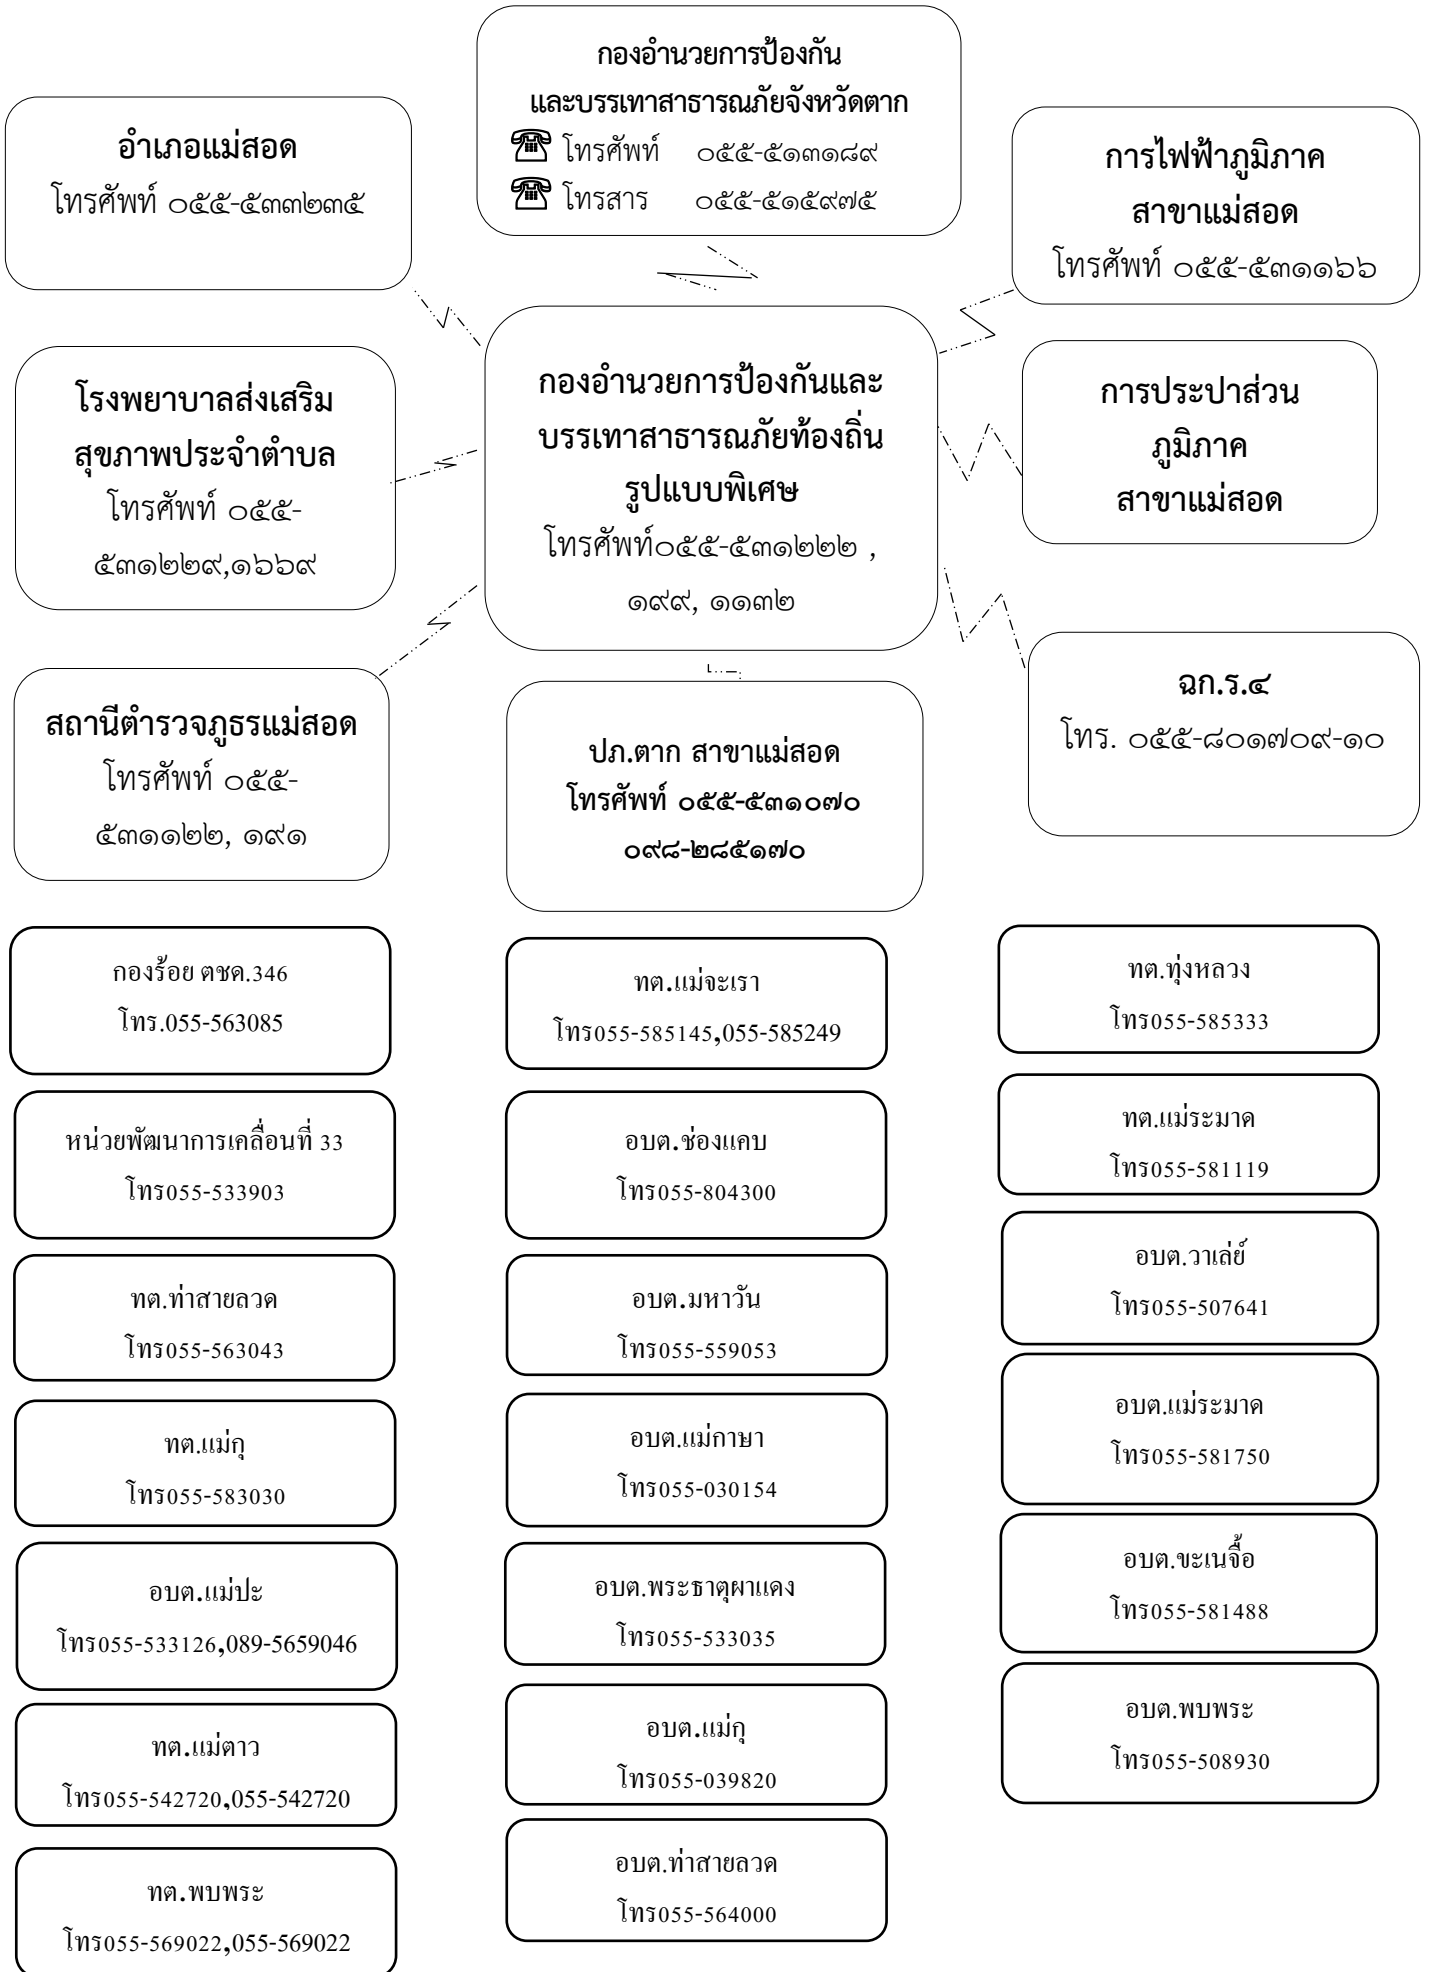 กองอำนวยการป้องกัน
และบรรเทาสาธารณภัยจังหวัดตาก
โทรศัพท์ ๐๕๕-๕๑๓๑๘๙
โทรสาร ๐๕๕-๕๑๕๙๗๕
อำเภอแม่สอด
โทรศัพท์ ๐๕๕-๕๓๓๒๓๕
การไฟฟ้าภูมิภาค
สาขาแม่สอด
โทรศัพท์ ๐๕๕-๕๓๑๑๖๖
โรงพยาบาลส่งเสริม
สุขภาพประจำตำบล
โทรศัพท์ ๐๕๕-
๕๓๑๒๒๙,๑๖๖๙
กองอำนวยการป้องกันและ
บรรเทาสาธารณภัยท้องถิ่น
รูปแบบพิเศษ
โทรศัพท์๐๕๕-๕๓๑๒๒๒ ,
๑๙๙, ๑๑๓๒
การประปาส่วน
ภูมิภาค
สาขาแม่สอด
สถานีตำรวจภูธรแม่สอด
โทรศัพท์ ๐๕๕-
๕๓๑๑๒๒, ๑๙๑
ปภ.ตาก สาขาแม่สอด
โทรศัพท์ ๐๕๕-๕๓๑๐๗๐
๐๙๘-๒๘๕๑๗๐
ฉก.ร.๔
โทร. ๐๕๕-๘๐๑๗๐๙-๑๐
กองร้อย ตชด.346
โทร.055-563085
หน่วยพัฒนาการเคลื่อนที่ 33
โทร055-533903
ทต.ท่าสายลวด
โทร055-563043
ทต.แม่กุ
โทร055-583030
อบต.แม่ปะ
โทร055-533126,089-5659046
ทต.แม่ตาว
โทร055-542720,055-542720
ทต.พบพระ
โทร055-569022,055-569022
ทต.แม่จะเรา
โทร055-585145,055-585249
อบต.ช่องแคบ
โทร055-804300
อบต.มหาวัน
โทร055-559053
อบต.แม่กาษา
โทร055-030154
อบต.พระธาตุผาแดง
โทร055-533035
อบต.แม่กุ
โทร055-039820
อบต.ท่าสายลวด
โทร055-564000
ทต.ทุ่งหลวง
โทร055-585333
ทต.แม่ระมาด
โทร055-581119
อบต.วาเล่ย์
โทร055-507641
อบต.แม่ระมาด
โทร055-581750
อบต.ขะเนจื้อ
โทร055-581488
อบต.พบพระ
โทร055-508930